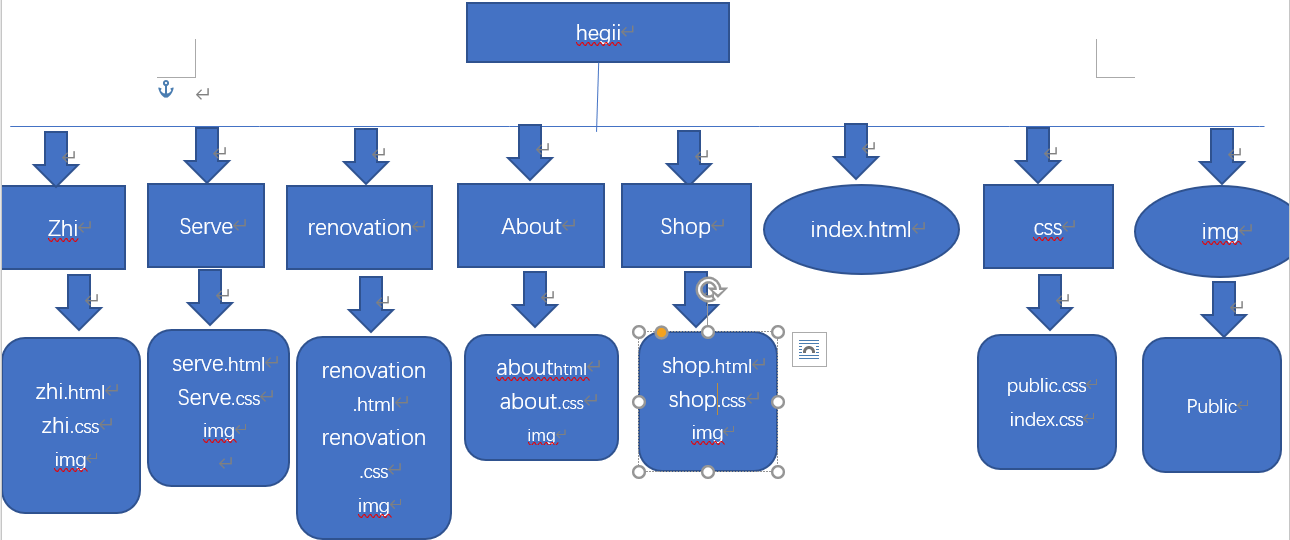 hegii
Zhi
Serve
renovation
About
Shop
index.html
css
img
zhi.html
zhi.css
img
serve.html
Serve.css
img
renovation
.html
renovation
.css
img
abouthtml
about.css
img
shop.html
shop.css
img
public.css
index.css
Public